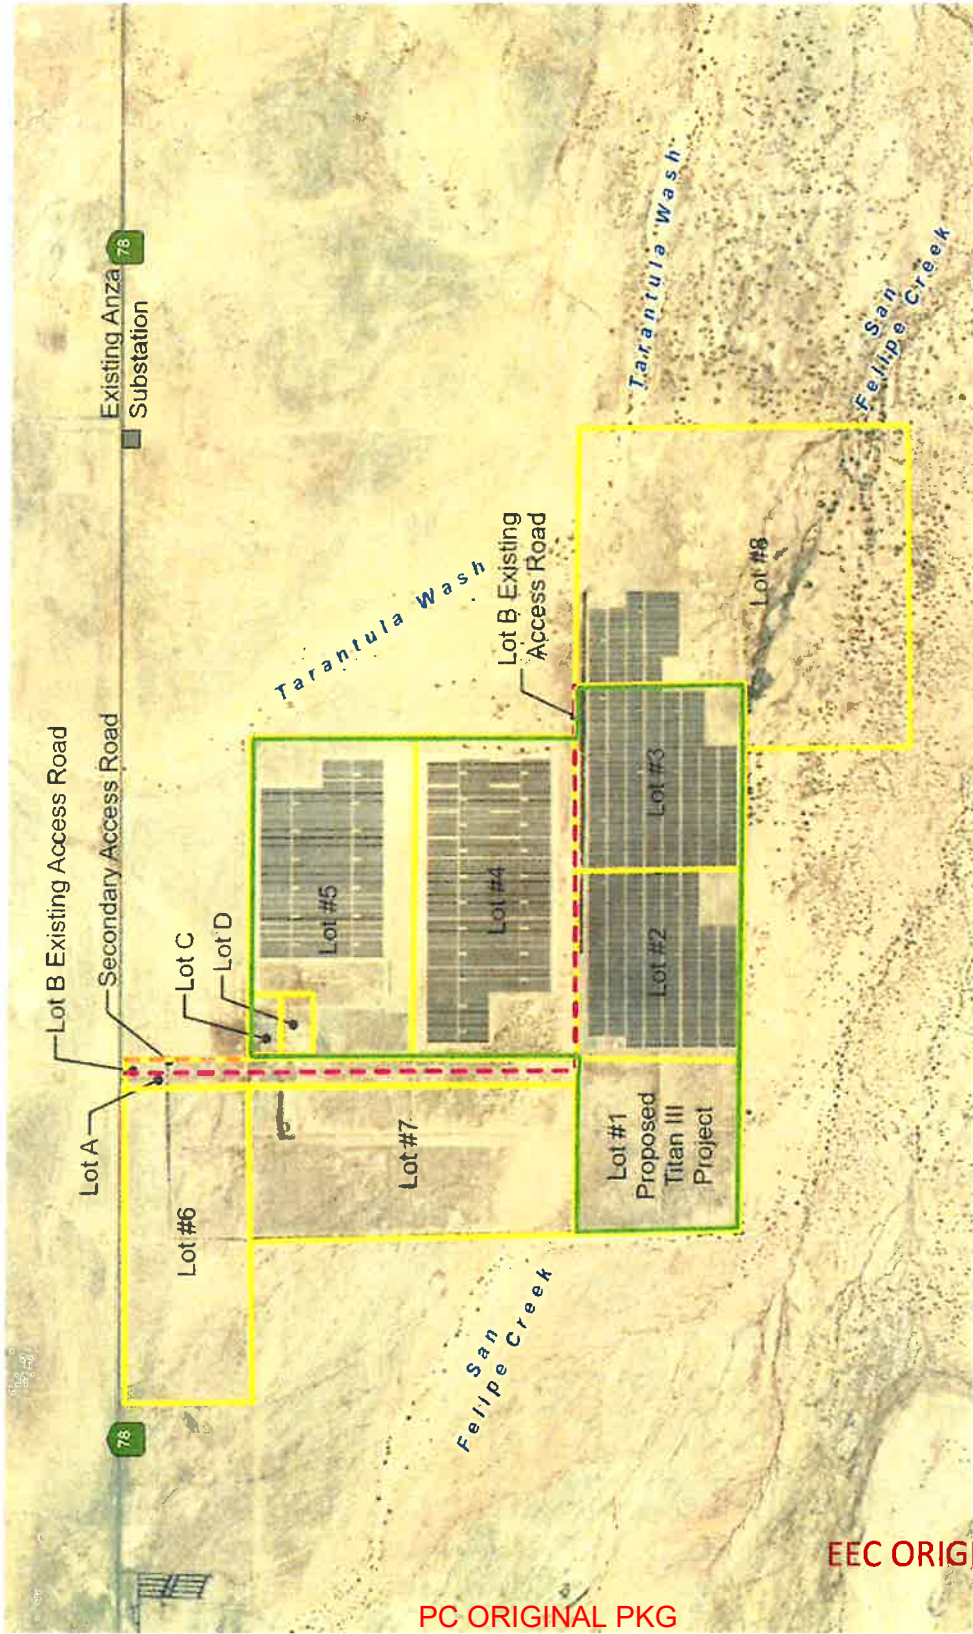 78
Existing Anza
Substation
Tarantula Wash
San
Felipe Creek
Lot B Existing
Access Road
Tarantula Wash
Lot #8
Lot B Existing Access Road
Secondary Access Road
Lot C
Lot D
Lot A
Lot #5
Lot #4
Lot #3
Lot #2
Lot #6
Lot #7
Lot #1
Proposed
Titan III
Project
San
Felipe Creek
78
EEC ORIGI
PC ORIGINAL PKG